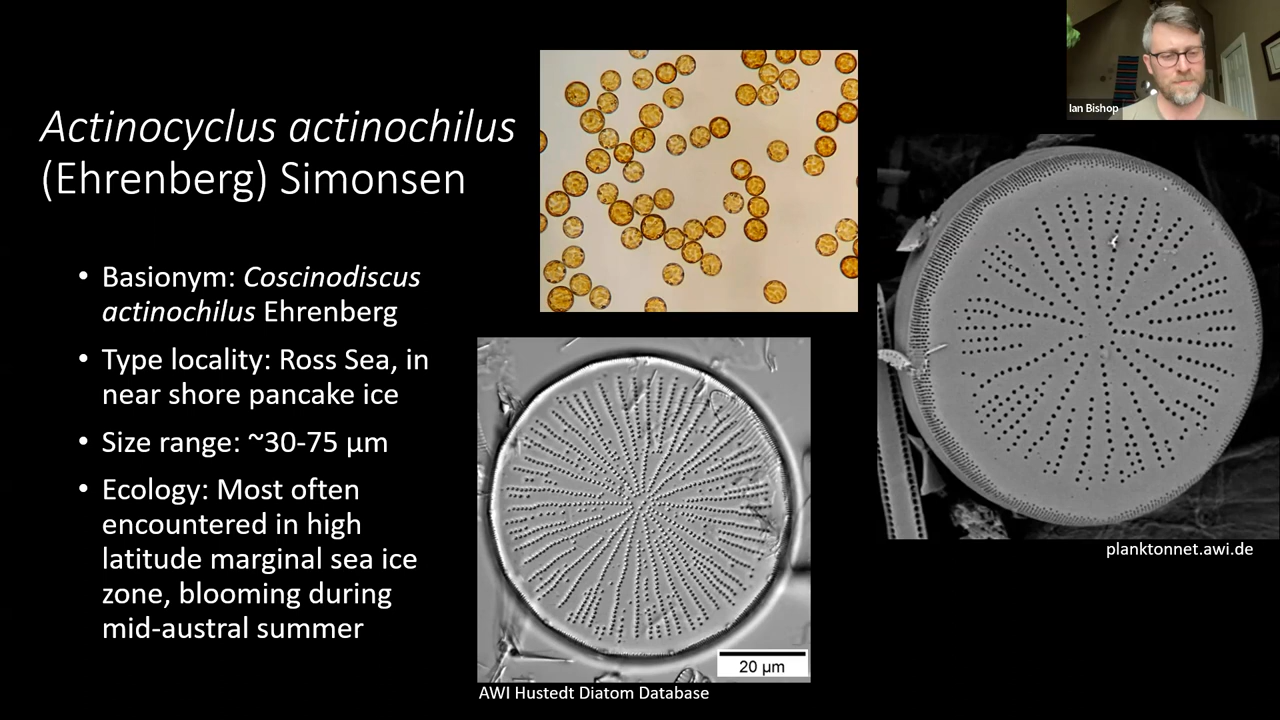 Actinocyclus actinochilus
(Ehrenberg) Simonsen
• Basionym: Coscinodiscus
actinochilus Ehrenberg
• Type locality: Ross Sea, in
near shore pancake ice
• Size range: ~30-75 µm
• Ecology: Most often
encountered in high
latitude marginal sea ice
zone, blooming during
mid-austral summer
20 µm
AWI Hustedt Diatom Database
Ian Bishop
planktonnet.awi.de